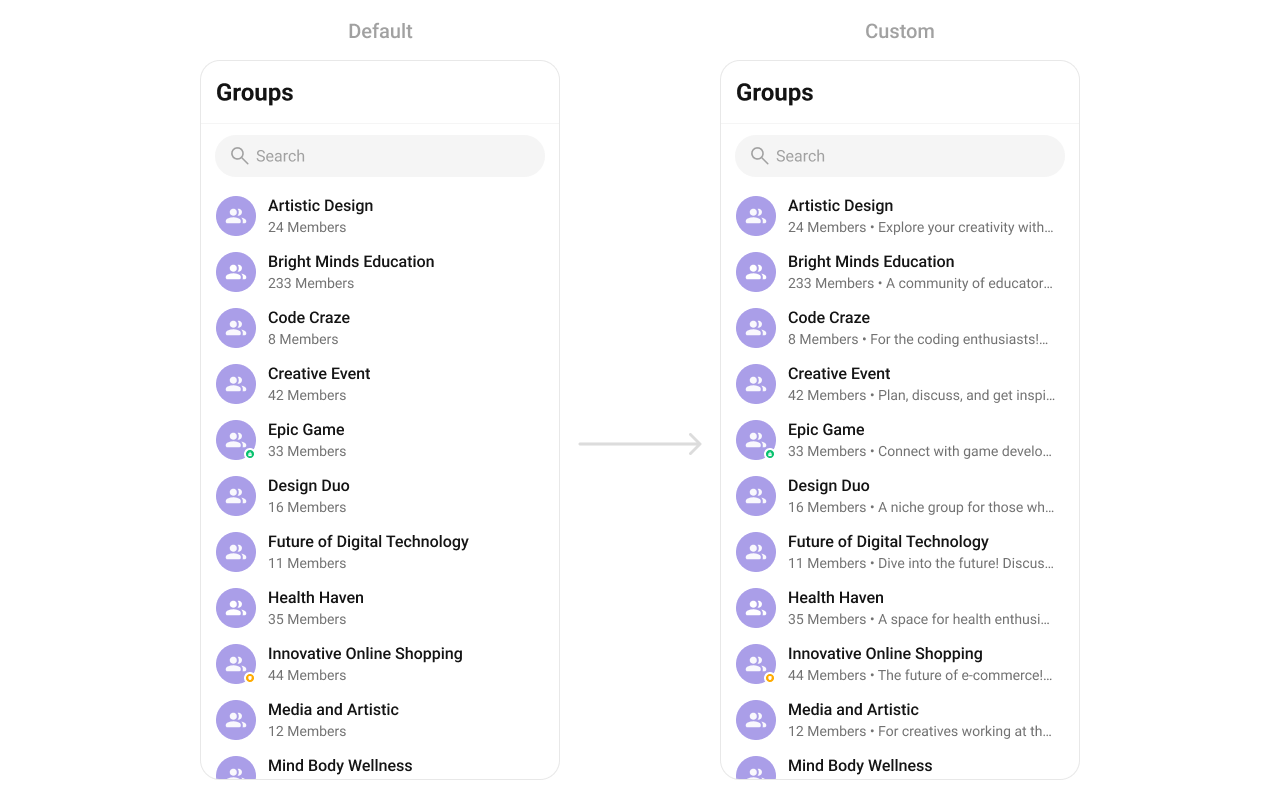 Default
Groups
Search
Artistic Design
24 Members
Bright Minds Education
233 Members
Code Craze
8 Members
Creative Event
42 Members
Epic Game
33 Members
Design Duo
16 Members
Future of Digital Technology
11 Members
Health Haven
35 Members
Innovative Online Shopping
44 Members
Media and Artistic
12 Members
Mind Body Wellness
Custom
Groups
Search
Artistic Design
24 Members • Explore your creativity with…
Bright Minds Education
233 Members • A community of educator…
Code Craze
8 Members • For the coding enthusiasts!…
Creative Event
42 Members • Plan, discuss, and get inspi…
Epic Game
33 Members • Connect with game develo…
Design Duo
16 Members • A niche group for those wh…
Future of Digital Technology
11 Members • Dive into the future! Discus…
Health Haven
35 Members • A space for health enthusi…
Innovative Online Shopping
44 Members • The future of e-commerce!…
Media and Artistic
12 Members • For creatives working at th…
Mind Body Wellness